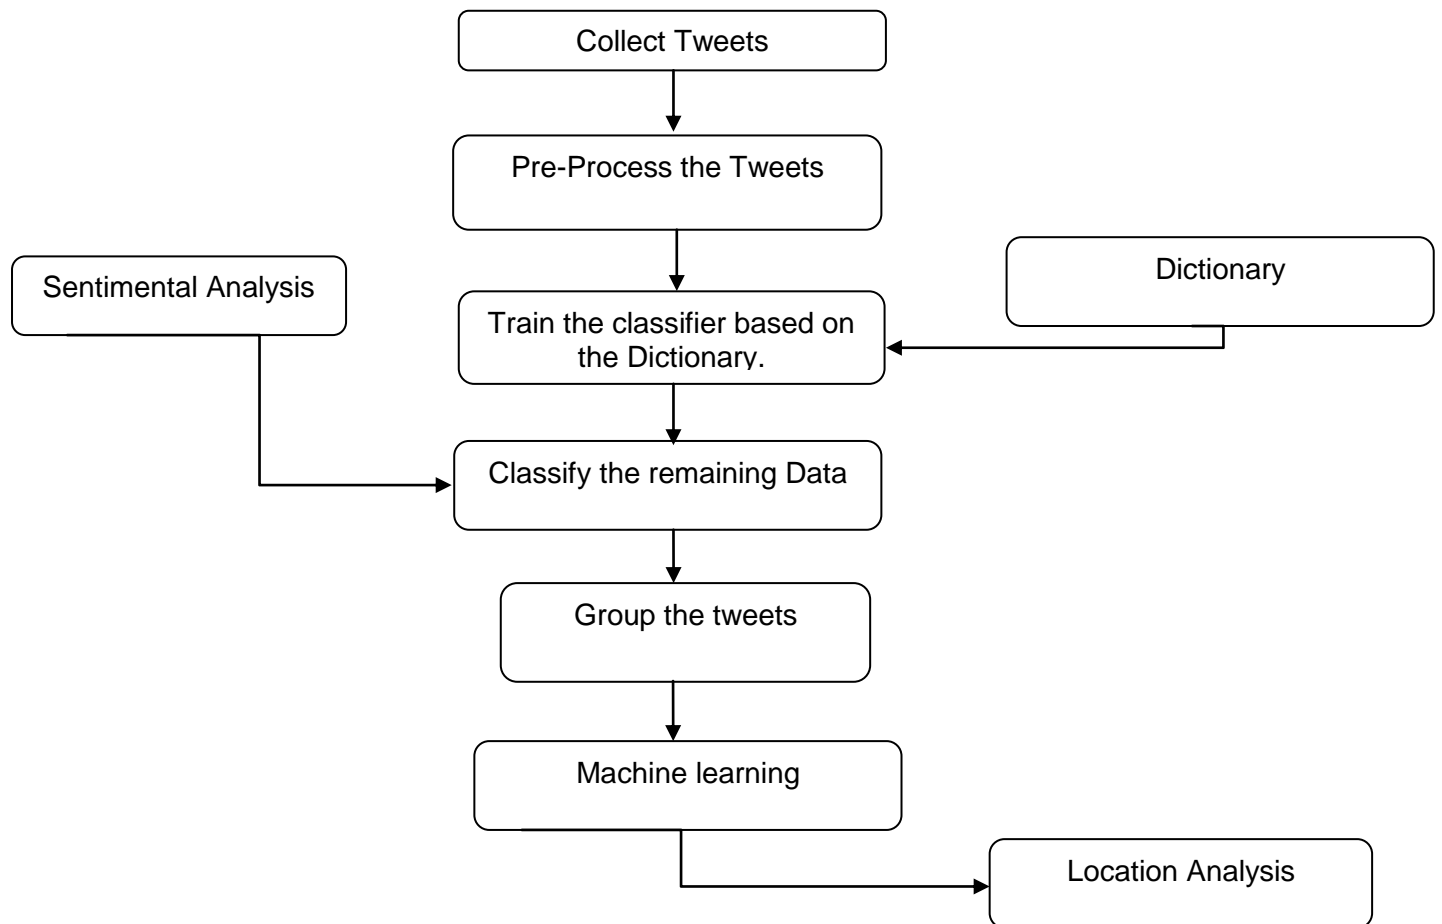 Collect Tweets
Pre-Process the Tweets
Sentimental Analysis
Dictionary
Train the classifier based on
the Dictionary.
Classify the remaining Data
Group the tweets
Machine learning
Location Analysis